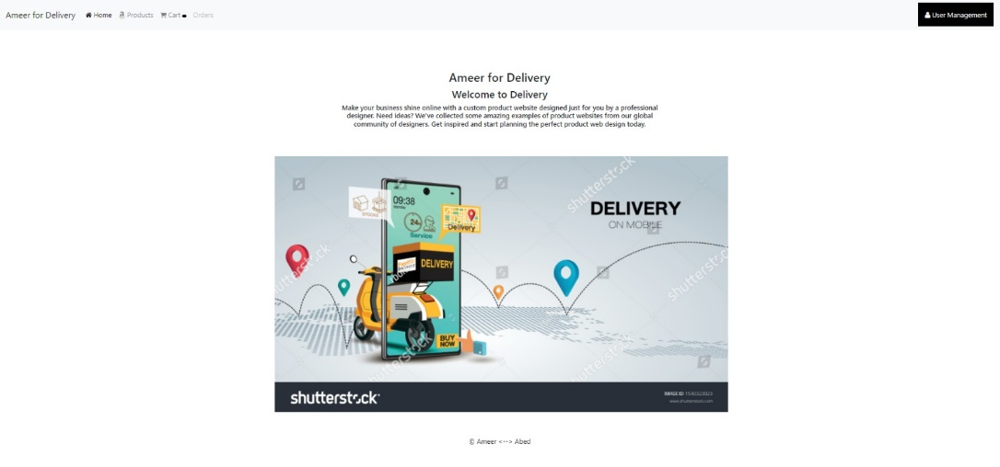 Ameer for Delivery Home Products Cart Orders User Management
Ameer for Delivery
Welcome to Delivery
Make your business shine online with a custom product website designed just for you by a professional
designer. Need ideas? We've collected some amazing examples of product websites from our global
community of designers. Get inspired and start planning the perfect product web design today.
DELIVERY
ON MOBILE
09:38
STOCKS
24h
Service
Delivery
DELIVERY
BUY
NOW
shutterstock
shutterstock
shutterstock
shutterstock
shutterstock
shutterstock
IMAGE ID: 1540323023
www.shutterstock.com
© Ameer <--> Abed